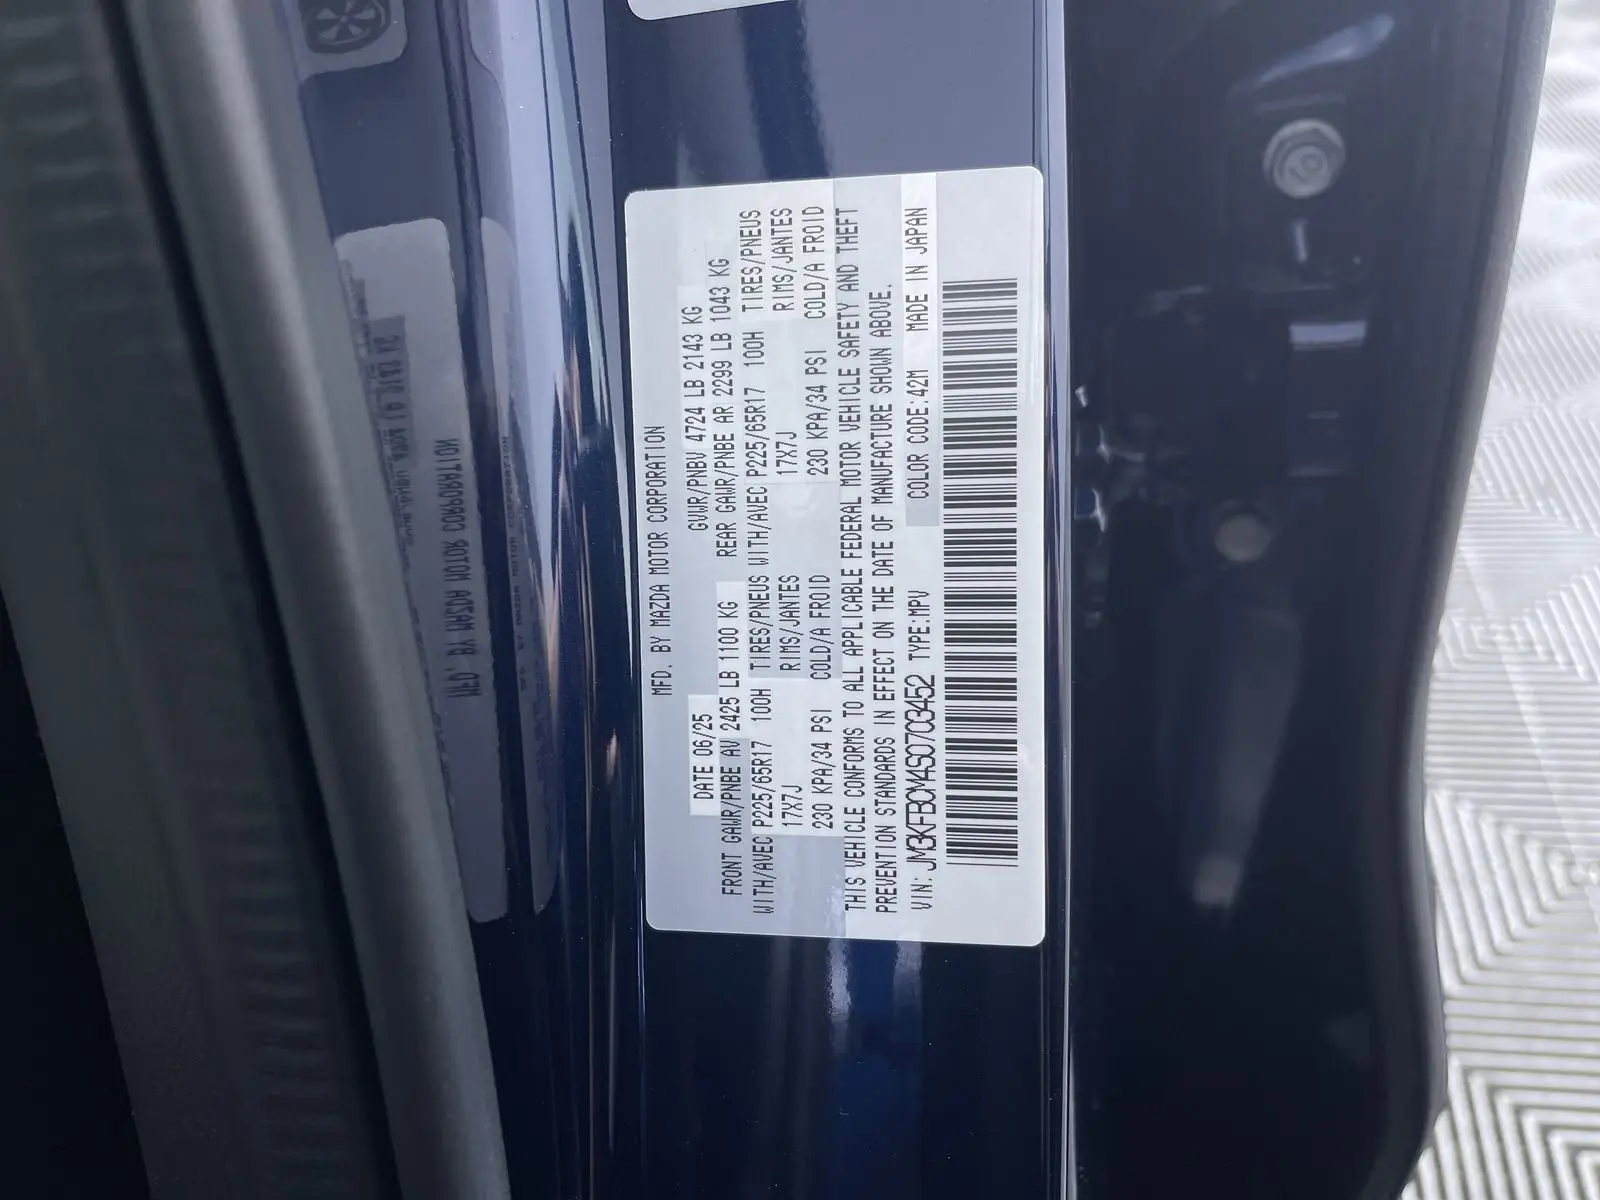 MFD. BY MAZDA MOTOR CORPORATION
DATE 06/25 GVWR/PNBV 4724 LB 2143 KG
FRONT GAWR/PNBE AV 2425 LB 1100 KG REAR GAWR/PNBE AR 2299 LB 1043 KG
WITH/AVEC P225/65R17 100H TIRES/PNEUS WITH/AVEC P225/65R17 100H TIRES/PNEUS
17X7J RIMS/JANTES 17X7J RIMS/JANTES
230 KPA/34 PSI COLD/A FROID 230 KPA/34 PSI COLD/A FROID
THIS VEHICLE CONFORMS TO ALL APPLICABLE FEDERAL MOTOR VEHICLE SAFETY AND THEFT
PREVENTION STANDARDS IN EFFECT ON THE DATE OF MANUFACTURE SHOWN ABOVE.
VIN: JM3KFBCM4S0703452 TYPE:MPV COLOR CODE:42M MADE IN JAPAN